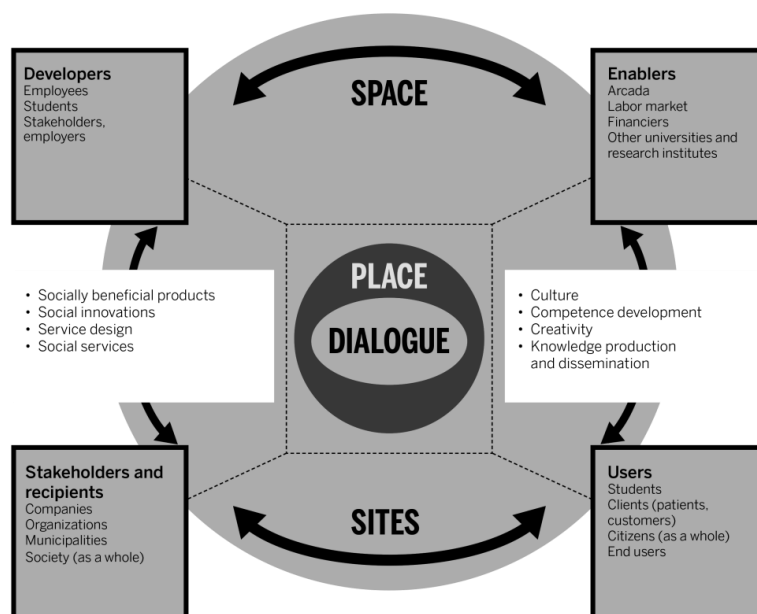 Developers
Employees
Students
Stakeholders,
employers
SPACE
Enablers
Arcada
Labor market
Financiers
Other universities and
research institutes
• Socially beneficial products
• Social innovations
• Service design
• Social services
PLACE
DIALOGUE
• Culture
• Competence development
• Creativity
• Knowledge production
and dissemination
Stakeholders and
recipients
Companies
Organizations
Municipalities
Society (as a whole)
SITES
Users
Students
Clients (patients,
customers)
Citizens (as a whole)
End users